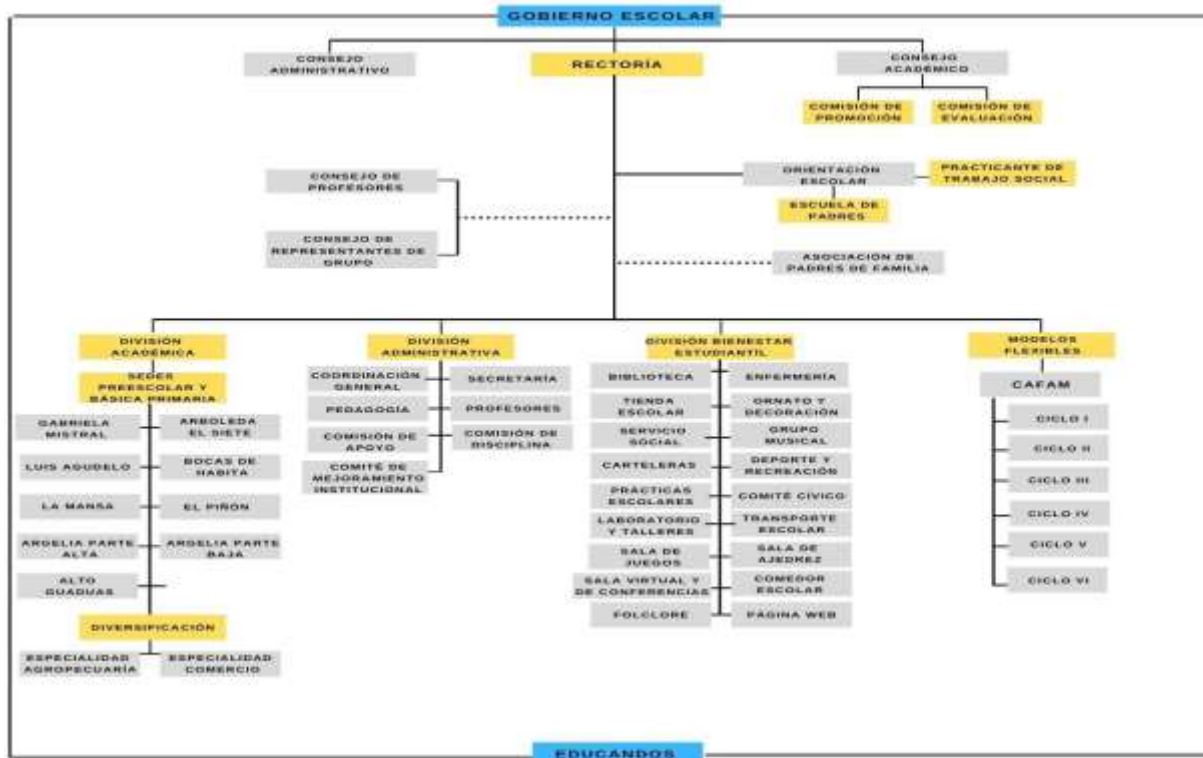 GOBIERNO ESCOLAR
CONSEJO
ADMINISTRATIVO
RECTORÍA
CONSEJO
ACADÉMICO
COMISIÓN DE
PROMOCIÓN
COMISIÓN DE
EVALUACIÓN
CONSEJO DE
PROFESORES
ORIENTACIÓN
ESCOLAR
PRACTICANTE DE
TRABAJO SOCIAL
ESCUELA DE
PADRES
CONSEJO DE
REPRESENTANTES DE
GRUPO
ASOCIACIÓN DE
PADRES DE FAMILIA
DIVISIÓN
ACADÉMICA
SEDES
PREESCOLAR Y
BÁSICA PRIMARIA
GABRIELA
MISTRAL
ARBOLEDA
EL SIETE
LUIS AGUDELO
BOCAS DE
HABITA
LA MANSA
EL PIÑÓN
ARGELIA PARTE
ALTA
ARGELIA PARTE
BAJA
ALTO
GUADUAS
DIVERSIFICACIÓN
ESPECIALIDAD
AGROPECUARÍA
ESPECIALIDAD
COMERCIO
DIVISIÓN
ADMINISTRATIVA
COORDINACIÓN
GENERAL
SECRETARÍA
PEDAGOGÍA
PROFESORES
COMISIÓN DE
APOYO
COMISIÓN DE
DISCIPLINA
COMITÉ DE
MEJORAMIENTO
INSTITUCIONAL
DIVISIÓN BIENESTAR
ESTUDIANTÍL
BIBLIOTECA
ENFERMERÍA
TIENDA
ESCOLAR
ORNATO Y
DECORACIÓN
SERVICIO
SOCIAL
GRUPO
MUSICAL
CARTELERAS
DEPORTE Y
RECREACIÓN
PRÁCTICAS
ESCOLARES
COMITÉ CÍVICO
LABORATORIO
Y TALLERES
TRANSPORTE
ESCOLAR
SALA DE
JUEGOS
SALA DE
AJEDREZ
SALA VIRTUAL Y
DE CONFERENCIAS
COMEDOR
ESCOLAR
FOLCLORE
PÁGINA WEB
MODELOS
FLEXIBLES
CAFAM
CICLO I
CICLO II
CICLO III
CICLO IV
CICLO V
CICLO VI
EDUCANDOS